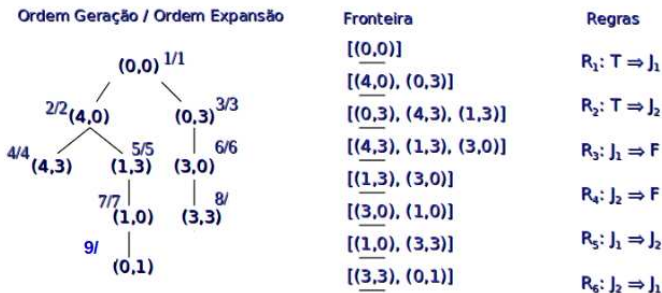 Ordem Geração / Ordem Expansão
Fronteira
Regras
(0,0) 1/1
2/2 (4,0)
(0,3) 3/3
4/4 (4,3)
5/5
(1,3)
6/6
(3,0)
7/7 (1,0)
8/
(3,3)
9/
(0,1)
[(0,0)]
[(4,0), (0,3)]
[(0,3), (4,3), (1,3)]
[(4,3), (1,3), (3,0)]
[(1,3), (3,0)]
[(3,0), (1,0)]
[(1,0), (3,3)]
[(3,3), (0,1)]
R₁: T ⇒ J₁
R₂: T ⇒ J₂
R₃: J₁ ⇒ F
R₄: J₂ ⇒ F
R₅: J₁ ⇒ J₂
R₆: J₂ ⇒ J₁